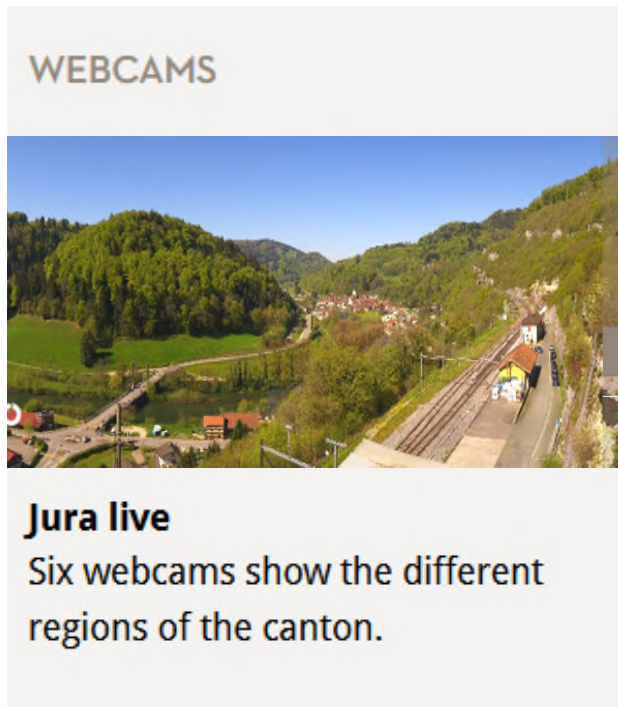 WEBCAMS
Jura live
Six webcams show the different
regions of the canton.